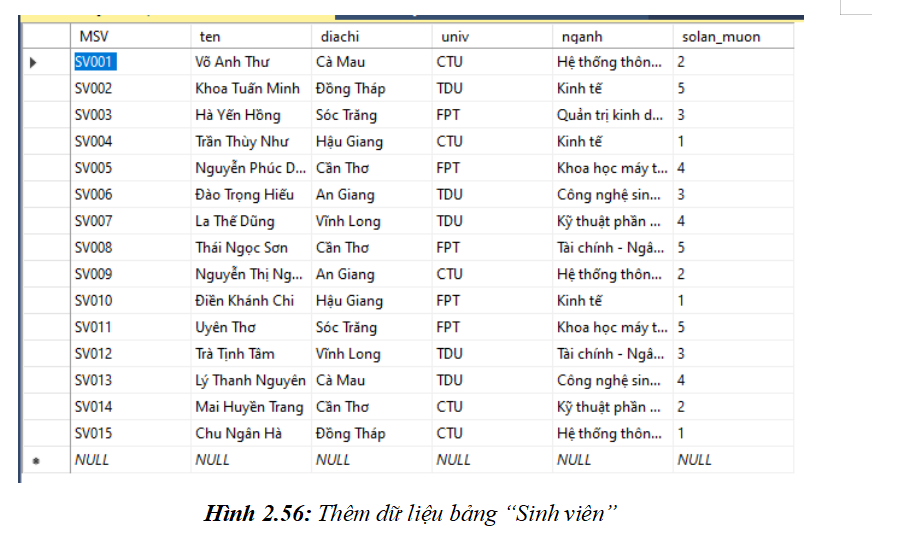 MSV ten diachi univ nganh solan_muon
SV001 Võ Anh Thư Cà Mau CTU Hệ thống thôn... 2
SV002 Khoa Tuấn Minh Đồng Tháp TDU Kinh tế 5
SV003 Hà Yến Hồng Sóc Trăng FPT Quản trị kinh d... 3
SV004 Trần Thùy Như Hậu Giang CTU Kinh tế 1
SV005 Nguyễn Phúc D... Cần Thơ FPT Khoa học máy t... 4
SV006 Đào Trọng Hiếu An Giang TDU Công nghệ sin... 3
SV007 La Thế Dũng Vĩnh Long TDU Kỹ thuật phần ... 4
SV008 Thái Ngọc Sơn Cần Thơ FPT Tài chính - Ngâ... 5
SV009 Nguyễn Thị Ng... An Giang CTU Hệ thống thôn... 2
SV010 Điền Khánh Chi Hậu Giang FPT Kinh tế 1
SV011 Uyên Thơ Sóc Trăng FPT Khoa học máy t... 5
SV012 Trà Tịnh Tâm Vĩnh Long TDU Tài chính - Ngâ... 3
SV013 Lý Thanh Nguyên Cà Mau TDU Công nghệ sin... 4
SV014 Mai Huyền Trang Cần Thơ CTU Kỹ thuật phần ... 2
SV015 Chu Ngân Hà Đồng Tháp CTU Hệ thống thôn... 1
NULL NULL NULL NULL NULL NULL
Hình 2.56: Thêm dữ liệu bảng “Sinh viên”